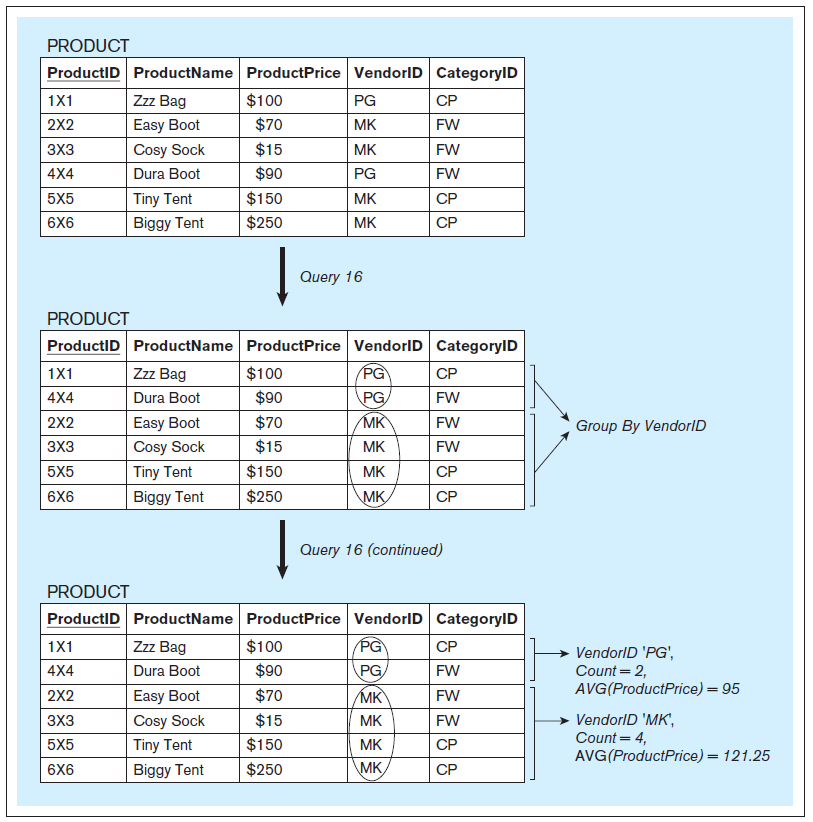 PRODUCT
ProductID ProductName ProductPrice VendorID CategoryID
1X1 Zzz Bag $100 PG CP
2X2 Easy Boot $70 MK FW
3X3 Cosy Sock $15 MK FW
4X4 Dura Boot $90 PG FW
5X5 Tiny Tent $150 MK CP
6X6 Biggy Tent $250 MK CP
Query 16
PRODUCT
ProductID ProductName ProductPrice VendorID CategoryID
1X1 Zzz Bag $100 PG CP
4X4 Dura Boot $90 PG FW
2X2 Easy Boot $70 MK FW
3X3 Cosy Sock $15 MK FW
5X5 Tiny Tent $150 MK CP
6X6 Biggy Tent $250 MK CP
Group By VendorID
Query 16 (continued)
PRODUCT
ProductID ProductName ProductPrice VendorID CategoryID
1X1 Zzz Bag $100 PG CP
4X4 Dura Boot $90 PG FW
2X2 Easy Boot $70 MK FW
3X3 Cosy Sock $15 MK FW
5X5 Tiny Tent $150 MK CP
6X6 Biggy Tent $250 MK CP
VendorID 'PG',
Count = 2,
AVG(ProductPrice) = 95
VendorID 'MK',
Count = 4,
AVG(ProductPrice) = 121.25